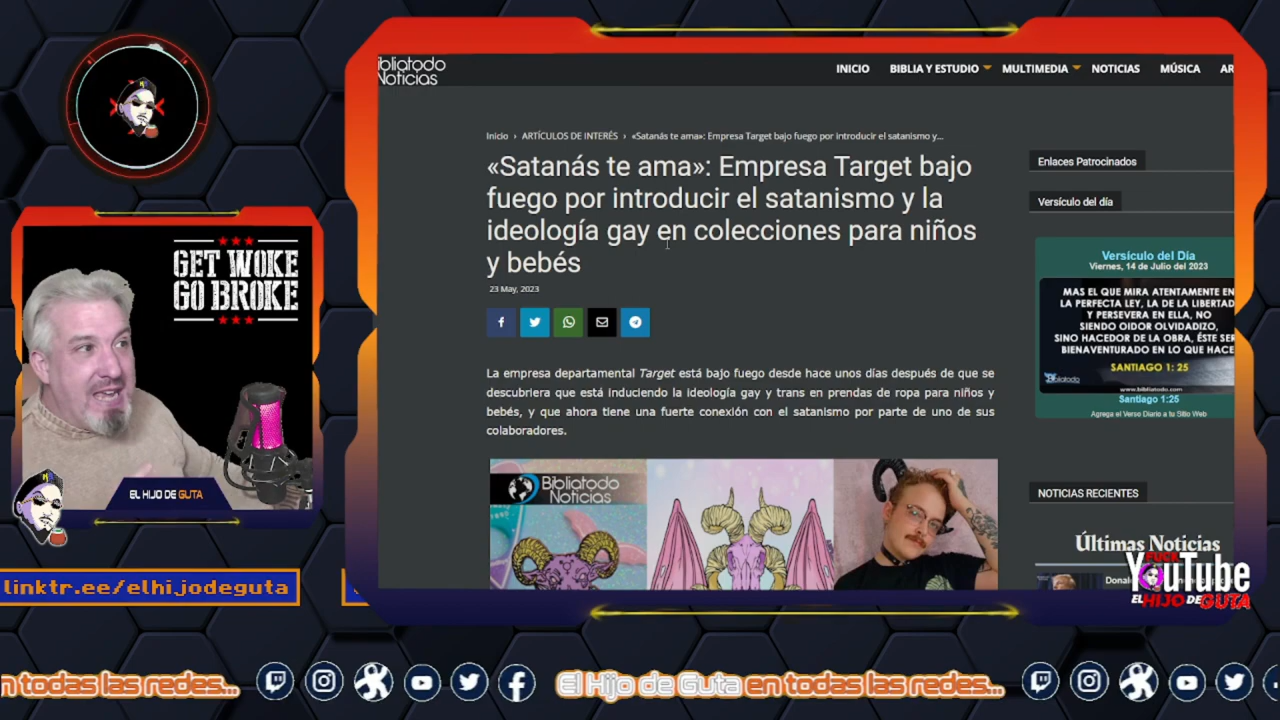 GET WOKE
GO BROKE
EL HIJO DE GUTA
linktr.ee/elhijodeguta
Bibliatodo
Noticias
INICIO
BIBLIA Y ESTUDIO
MULTIMEDIA
NOTICIAS
MÚSICA
Inicio › ARTÍCULOS DE INTERÉS › «Satanás te ama»: Empresa Target bajo fuego por introducir el satanismo y...
«Satanás te ama»: Empresa Target bajo
fuego por introducir el satanismo y la
ideología gay en colecciones para niños
y bebés
23 May, 2023
La empresa departamental Target está bajo fuego desde hace unos días después de que se
descubriera que está induciendo la ideología gay y trans en prendas de ropa para niños y
bebés, y que ahora tiene una fuerte conexión con el satanismo por parte de uno de sus
colaboradores.
Bibliatodo
Noticias
Enlaces Patrocinados
Versículo del día
Versículo del Día
Viernes, 14 de Julio del 2023
MAS EL QUE MIRA ATENTAMENTE EN
LA PERFECTA LEY, LA DE LA LIBERTAD
Y PERSEVERA EN ELLA, NO
SIENDO OIDOR OLVIDADIZO,
SINO HACEDOR DE LA OBRA, ÉSTE SER
BIENAVENTURADO EN LO QUE HACE
SANTIAGO 1: 25
Bibliatodo
www.bibliatodo.com
Santiago 1:25
Agrega el Verso Diario a tu Sitio Web
NOTICIAS RECIENTES
Últimas Noticias
FUCK
YouTube
EL HIJO DE GUTA
n todas las redes...
El Hijo de Guta en todas las redes...